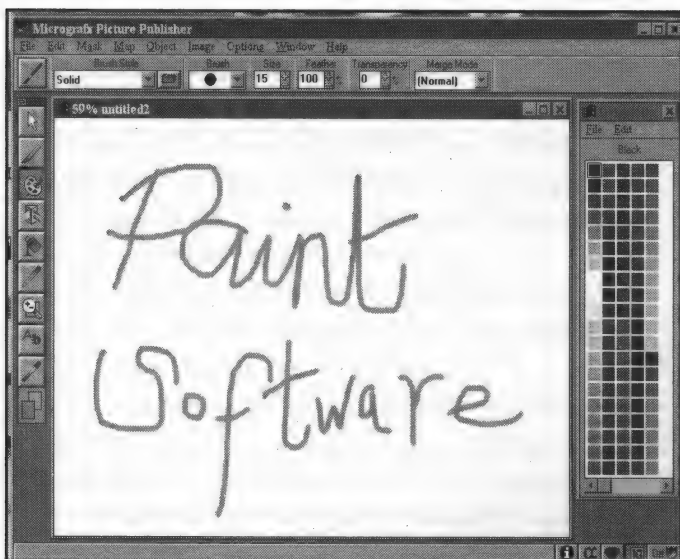 Micrografx Picture Publisher
File Edit Mask Map Object Image Options Window Help
Brush Style Brush Size Feather Transparency Merge Mode
Solid 15 100 % 0 % (Normal)
50% untitled2
File Edit
Black
Paint
Software